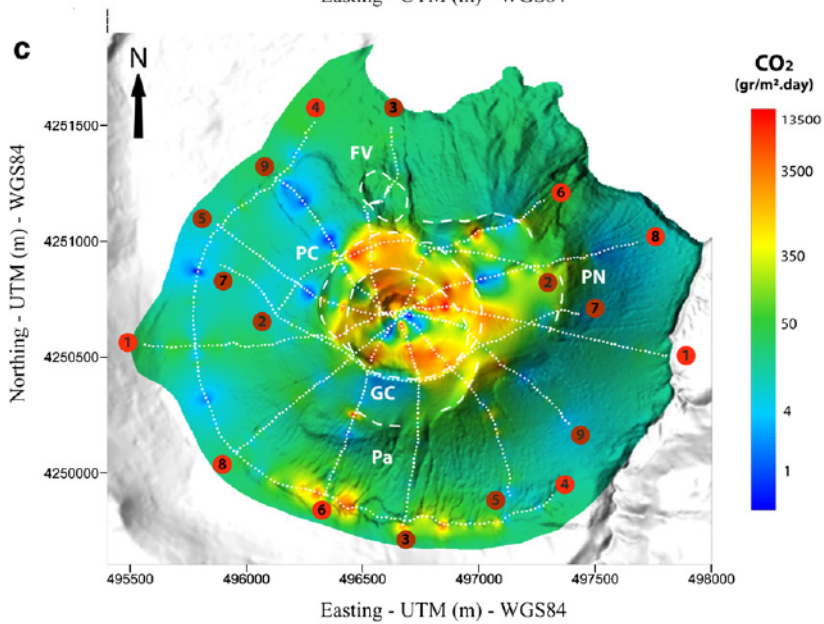 Easting - UTM (m) - WGS84
c
N
CO₂
(gr/m².day)
4
3
4251500
13500
FV
9
3500
6
5
8
4251000
PC
350
PN
7
2
7
2
50
1
1
4250500
GC
4
9
Pa
8
4250000
4
1
8
6
3
495500 496000 496500 497000 497500 498000
Northing - UTM (m) - WGS84
Easting - UTM (m) - WGS84